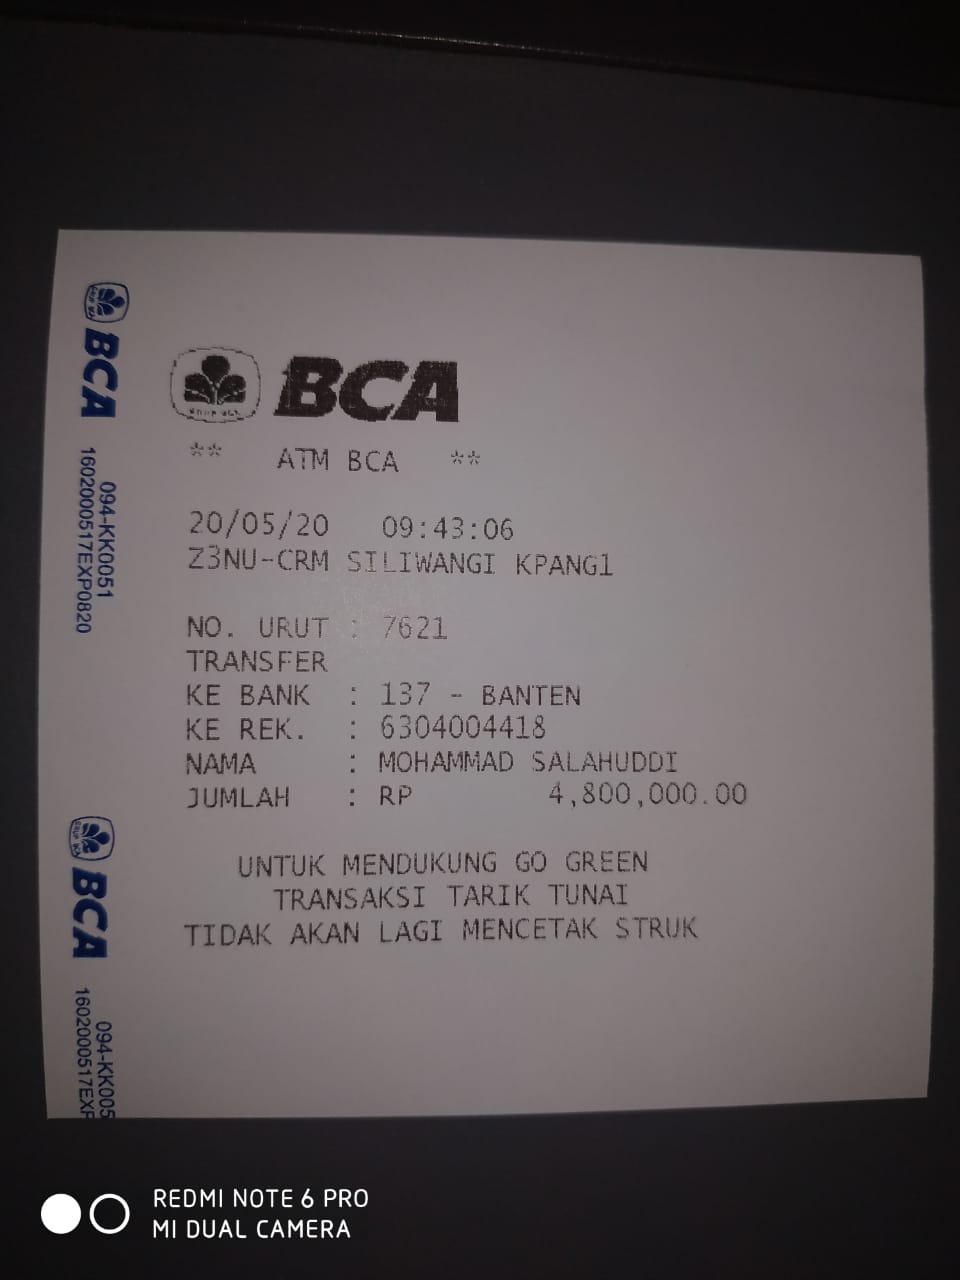 BCA
094-KK0051
1602000517EXP0820
BCA
094-KK005
1602000517EXP
BCA
** ATM BCA **
20/05/20 09:43:06
Z3NU-CRM SILIWANGI KPANG1
NO. URUT : 7621
TRANSFER
KE BANK : 137 - BANTEN
KE REK. : 6304004418
NAMA : MOHAMMAD SALAHUDDI
JUMLAH : RP 4,800,000.00
UNTUK MENDUKUNG GO GREEN
TRANSAKSI TARIK TUNAI
TIDAK AKAN LAGI MENCETAK STRUK
REDMI NOTE 6 PRO
MI DUAL CAMERA